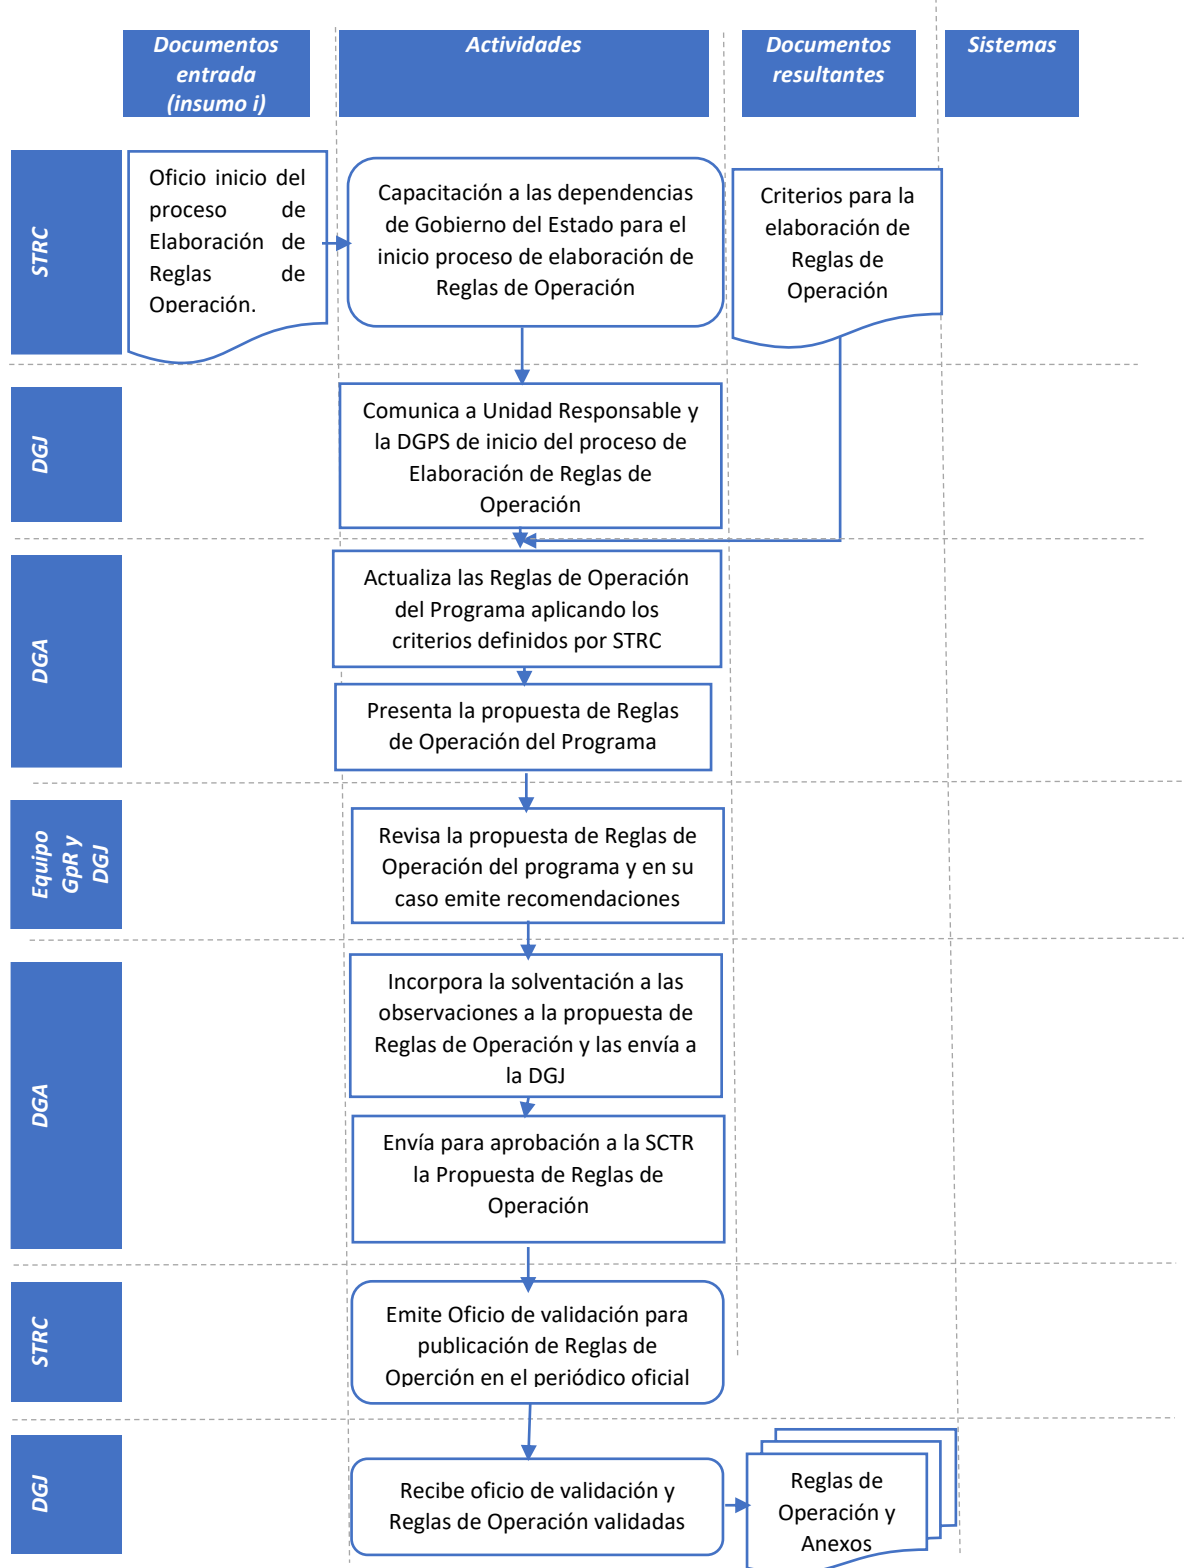 Documentos
entrada
(insumo i)
Actividades
Documentos
resultantes
Sistemas
STRC
Oficio inicio del
proceso de
Elaboración de
Reglas de
Operación.
Capacitación a las dependencias
de Gobierno del Estado para el
inicio proceso de elaboración de
Reglas de Operación
Criterios para la
elaboración de
Reglas de
Operación
DGJ
Comunica a Unidad Responsable y
la DGPS de inicio del proceso de
Elaboración de Reglas de
Operación
DGA
Actualiza las Reglas de Operación
del Programa aplicando los
criterios definidos por STRC
Presenta la propuesta de Reglas
de Operación del Programa
Equipo
GpR y
DGJ
Revisa la propuesta de Reglas de
Operación del programa y en su
caso emite recomendaciones
DGA
Incorpora la solventación a las
observaciones a la propuesta de
Reglas de Operación y las envía a
la DGJ
Envía para aprobación a la SCTR
la Propuesta de Reglas de
Operación
STRC
Emite Oficio de validación para
publicación de Reglas de
Operción en el periódico oficial
DGJ
Recibe oficio de validación y
Reglas de Operación validadas
Reglas de
Operación y
Anexos